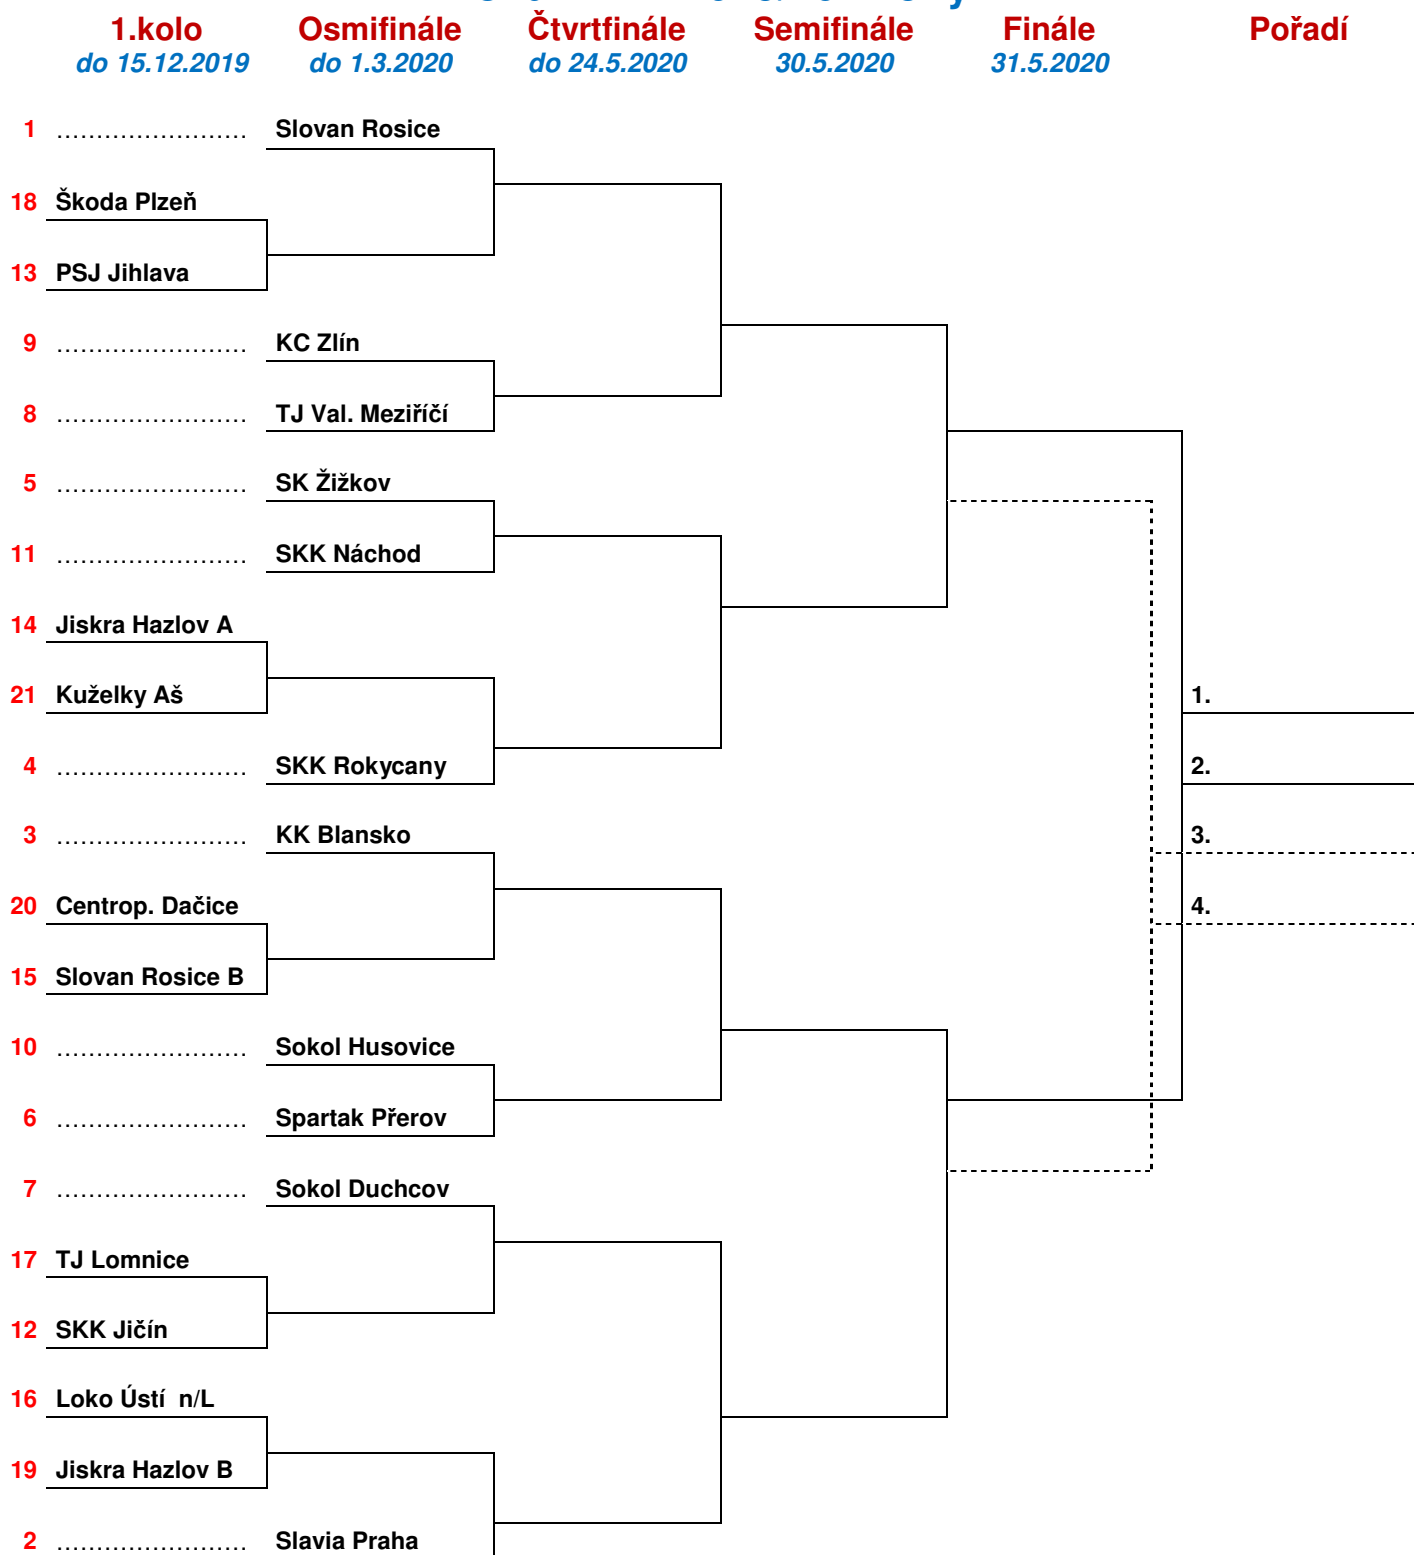 1.kolo Osmifinále Čtvrtfinále Semifinále Finále Pořadí
do 15.12.2019 do 1.3.2020 do 24.5.2020 30.5.2020 31.5.2020
1 ........................ Slovan Rosice
18 Škoda Plzeň
13 PSJ Jihlava
9 ........................ KC Zlín
8 ........................ TJ Val. Meziříčí
5 ........................ SK Žižkov
11 ........................ SKK Náchod
14 Jiskra Hazlov A
21 Kuželky Aš 1.
4 ........................ SKK Rokycany 2.
3 ........................ KK Blansko 3.
20 Centrop. Dačice 4.
15 Slovan Rosice B
10 ........................ Sokol Husovice
6 ........................ Spartak Přerov
7 ........................ Sokol Duchcov
17 TJ Lomnice
12 SKK Jičín
16 Loko Ústí n/L
19 Jiskra Hazlov B
2 ........................ Slavia Praha